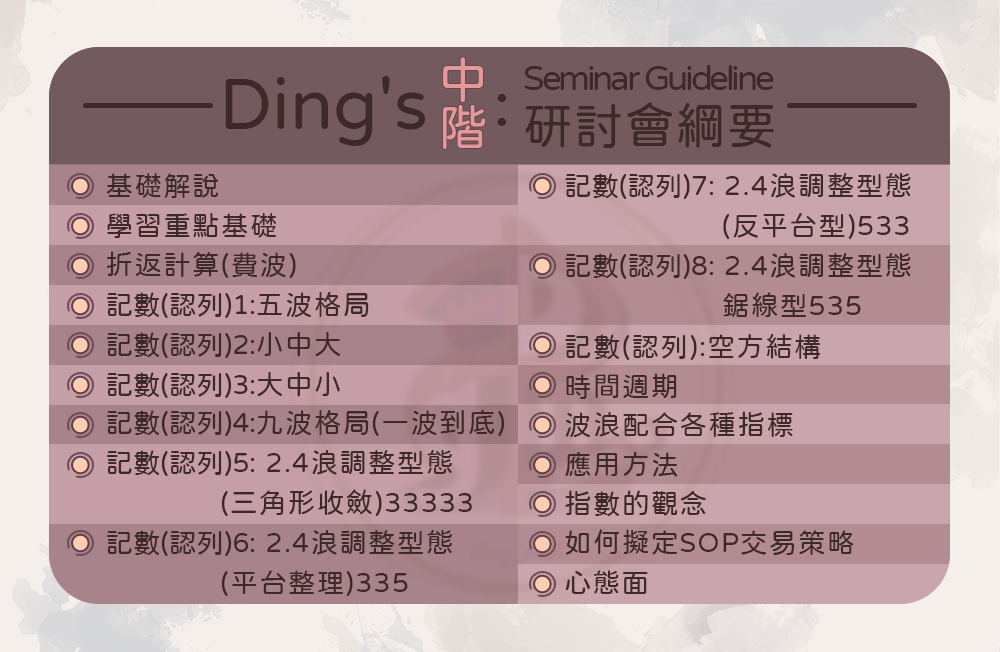 Ding's 中階 :
Seminar Guideline
研討會綱要
基礎解說
學習重點基礎
折返計算(費波)
記數(認列)1:五波格局
記數(認列)2:小中大
記數(認列)3:大中小
記數(認列)4:九波格局(一波到底)
記數(認列)5: 2.4浪調整型態
(三角形收斂)33333
記數(認列)6: 2.4浪調整型態
(平台整理)335
記數(認列)7: 2.4浪調整型態
(反平台型)533
記數(認列)8: 2.4浪調整型態
鋸線型535
記數(認列):空方結構
時間週期
波浪配合各種指標
應用方法
指數的觀念
如何擬定SOP交易策略
心態面